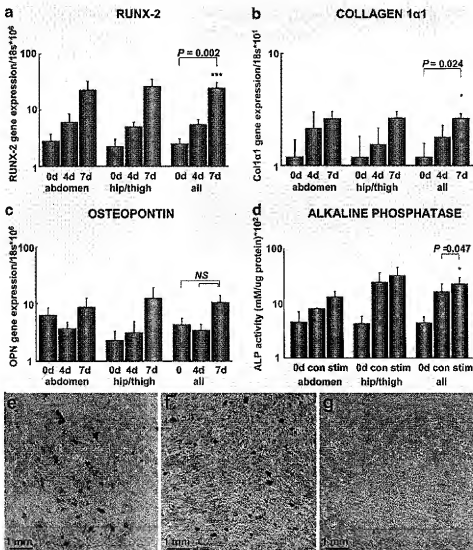 a RUNX-2
RUNX-2 gene expression/18s*10⁶
100
10
1
P = 0.002
***
0d 4d 7d 0d 4d 7d 0d 4d 7d
abdomen hip/thigh all
b COLLAGEN 1α1
Col1α1 gene expression/18s*10¹
10
1
P = 0.024
*
0d 4d 7d 0d 4d 7d 0d 4d 7d
abdomen hip/thigh all
c OSTEOPONTIN
OPN gene expression/18s*10⁶
100
10
1
NS
0d 4d 7d 0d 4d 7d 0 4d 7d
abdomen hip/thigh all
d ALKALINE PHOSPHATASE
ALP activity (mM/ug protein)*10²
100
10
1
P =0.047
*
0d con stim 0d con stim 0d con stim
abdomen hip/thigh all
e
1 mm
f
1 mm
g
1 mm